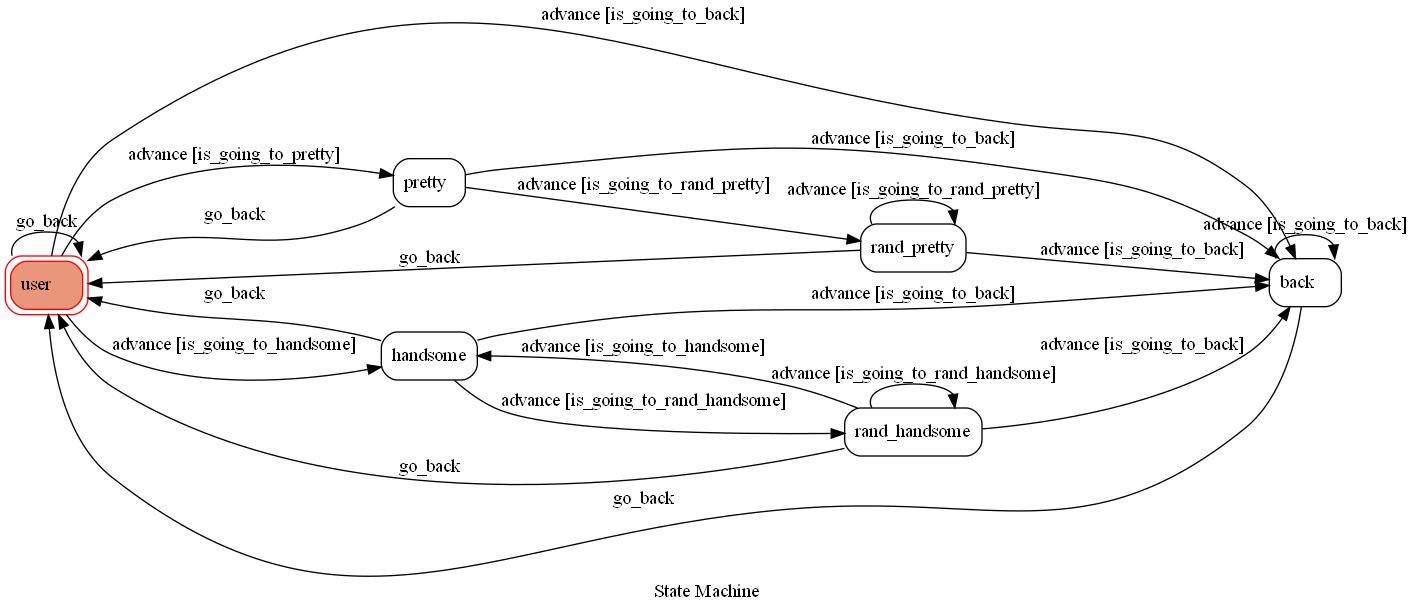 advance [is_going_to_back]
advance [is_going_to_back]
advance [is_going_to_pretty]
pretty
advance [is_going_to_rand_pretty]
advance [is_going_to_rand_pretty]
go_back
go_back
advance [is_going_to_back]
rand_pretty
advance [is_going_to_back]
go_back
user
back
go_back
advance [is_going_to_back]
advance [is_going_to_handsome]
handsome
advance [is_going_to_handsome]
advance [is_going_to_back]
advance [is_going_to_rand_handsome]
advance [is_going_to_rand_handsome]
rand_handsome
go_back
go_back
State Machine